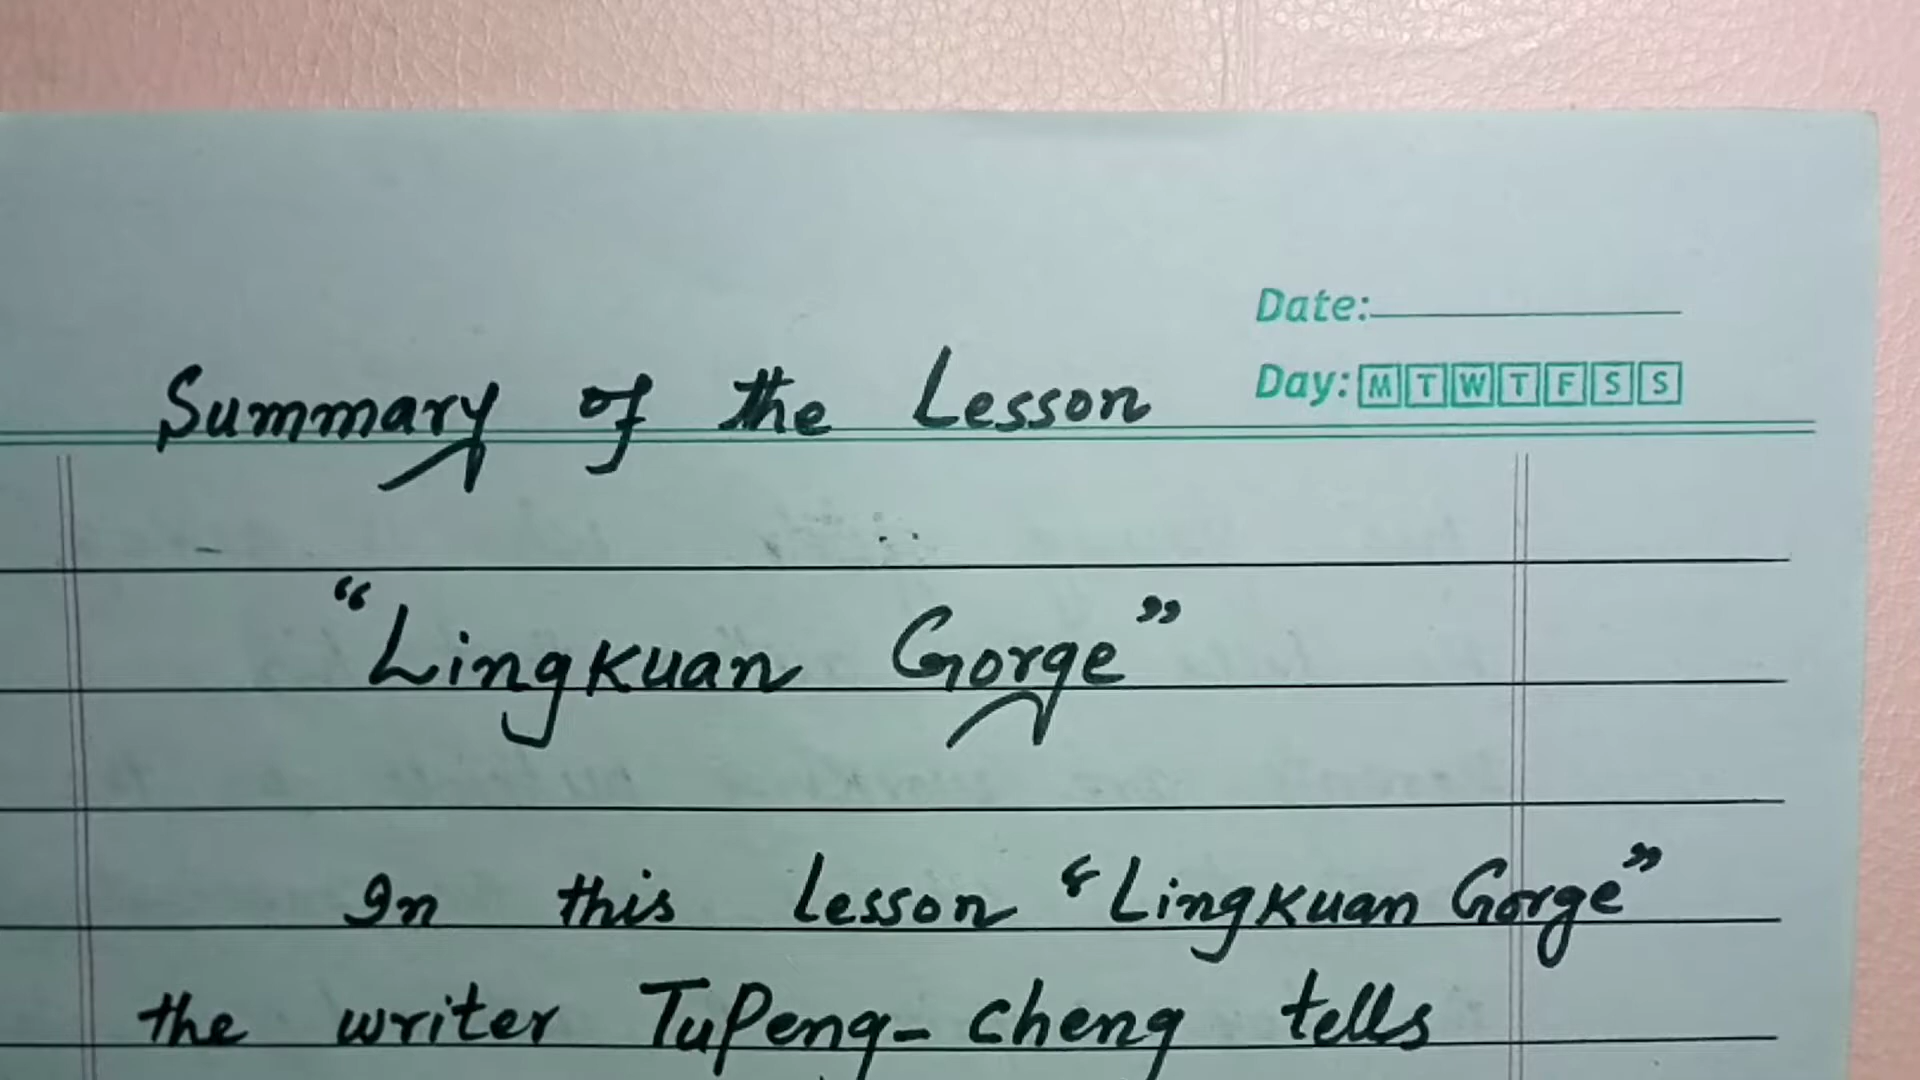 Date:
Summary of the Lesson
Day: M T W T F S S
"Lingkuan Gorge"
In this lesson "Lingkuan Gorge"
the writer TuPeng-cheng tells